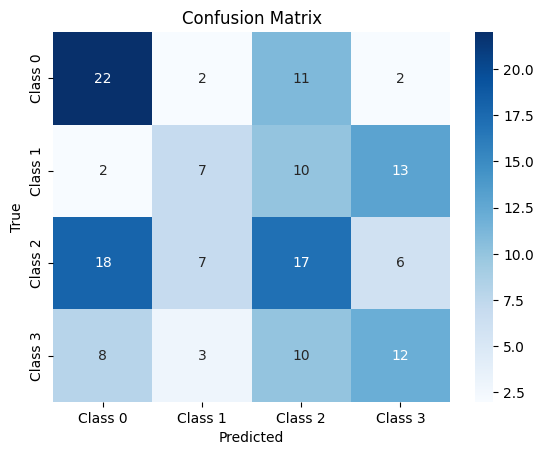 Confusion Matrix
True
Class 0
22 2 11 2
Class 1
2 7 10 13
Class 2
18 7 17 6
Class 3
8 3 10 12
Class 0 Class 1 Class 2 Class 3
Predicted
20.0
17.5
15.0
12.5
10.0
7.5
5.0
2.5